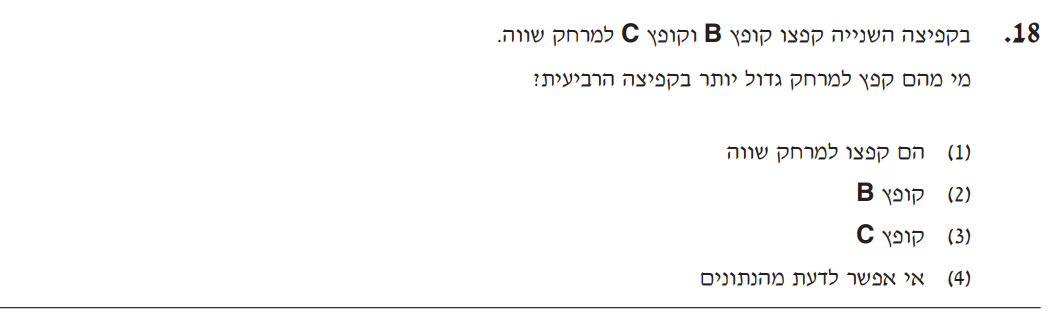 18. בקפיצה השנייה קפצו קופץ B וקופץ C למרחק שווה.
מי מהם קפץ למרחק גדול יותר בקפיצה הרביעית?
(1) הם קפצו למרחק שווה
(2) קופץ B
(3) קופץ C
(4) אי אפשר לדעת מהנתונים